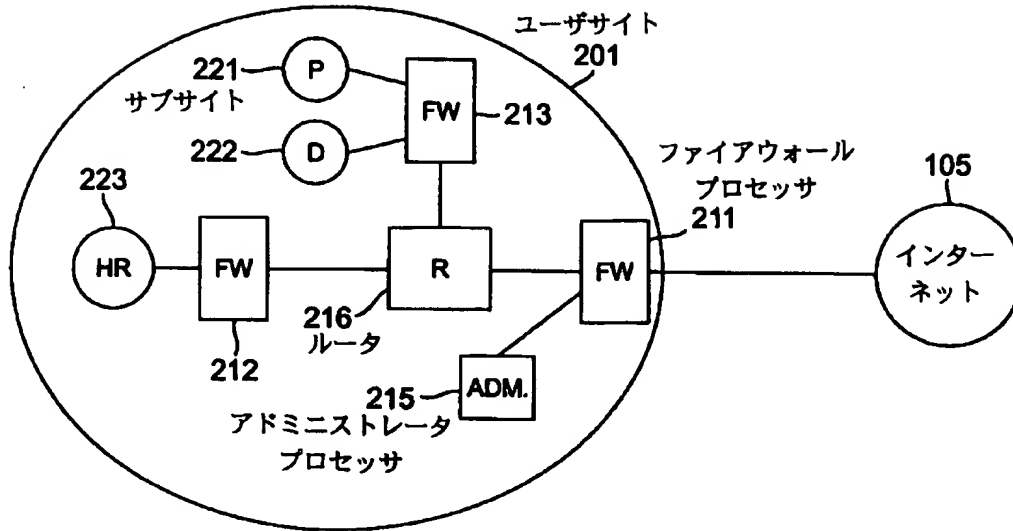 ユーザサイト
201
221
P
サブサイト
FW
213
222
D
ファイアウォール
プロセッサ
211
105
223
HR
FW
R
FW
インター
ネット
212
216
ルータ
215
ADM.
アドミニストレータ
プロセッサ